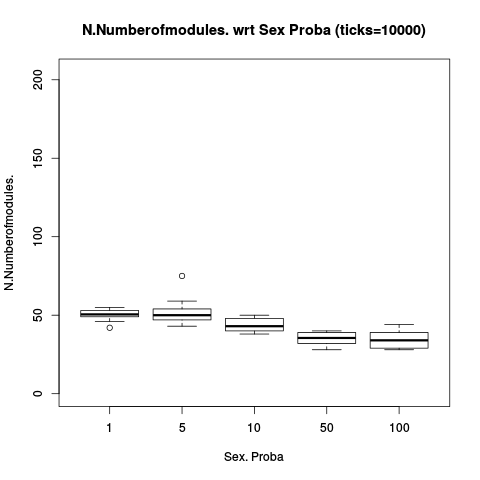 N.Numberofmodules. wrt Sex Proba (ticks=10000)
N.Numberofmodules.
200
150
100
50
0
1 5 10 50 100
Sex. Proba